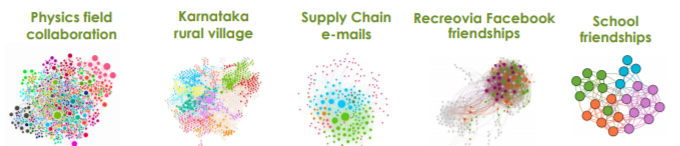 Physics field
collaboration
Karnataka
rural village
Supply Chain
e-mails
Recreovia Facebook
friendships
School
friendships